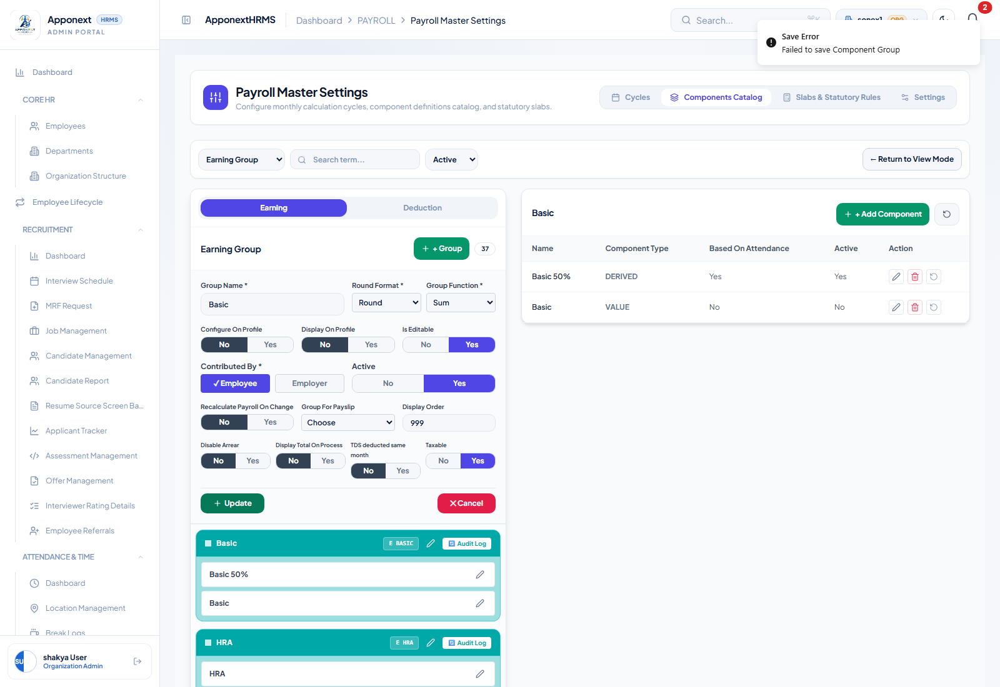 Apponext HRMS
ADMIN PORTAL
Dashboard
CORE HR
Employees
Departments
Organization Structure
Employee Lifecycle
RECRUITMENT
Dashboard
Interview Schedule
MRF Request
Job Management
Candidate Management
Candidate Report
Resume Source Screen Ba...
Applicant Tracker
Assessment Management
Offer Management
Interviewer Rating Details
Employee Referrals
ATTENDANCE & TIME
Dashboard
Location Management
Break Logs
SU
shakya User
Organization Admin
ApponextHRMS
Dashboard > PAYROLL > Payroll Master Settings
Search...
⌘K
2
Save Error
Failed to save Component Group
Payroll Master Settings
Configure monthly calculation cycles, component definitions catalog, and statutory slabs.
Cycles
Components Catalog
Slabs & Statutory Rules
Settings
Earning Group
Search term...
Active
← Return to View Mode
Earning
Deduction
Earning Group
+ + Group
37
Group Name *
Round Format *
Group Function *
Basic
Round
Sum
Configure On Profile
Display On Profile
Is Editable
No Yes
No Yes
No Yes
Contributed By *
Active
✓ Employee
Employer
No Yes
Recalculate Payroll On Change
Group For Payslip
Display Order
No Yes
Choose
999
Disable Arrear
Display Total On Process
TDS deducted same
month
Taxable
No Yes
No Yes
No Yes
No Yes
+ Update
✕ Cancel
Basic
E BASIC
Audit Log
Basic 50%
Basic
HRA
E HRA
Audit Log
HRA
Basic
+ + Add Component
Name Component Type Based On Attendance Active Action
Basic 50% DERIVED Yes Yes
Basic VALUE No No